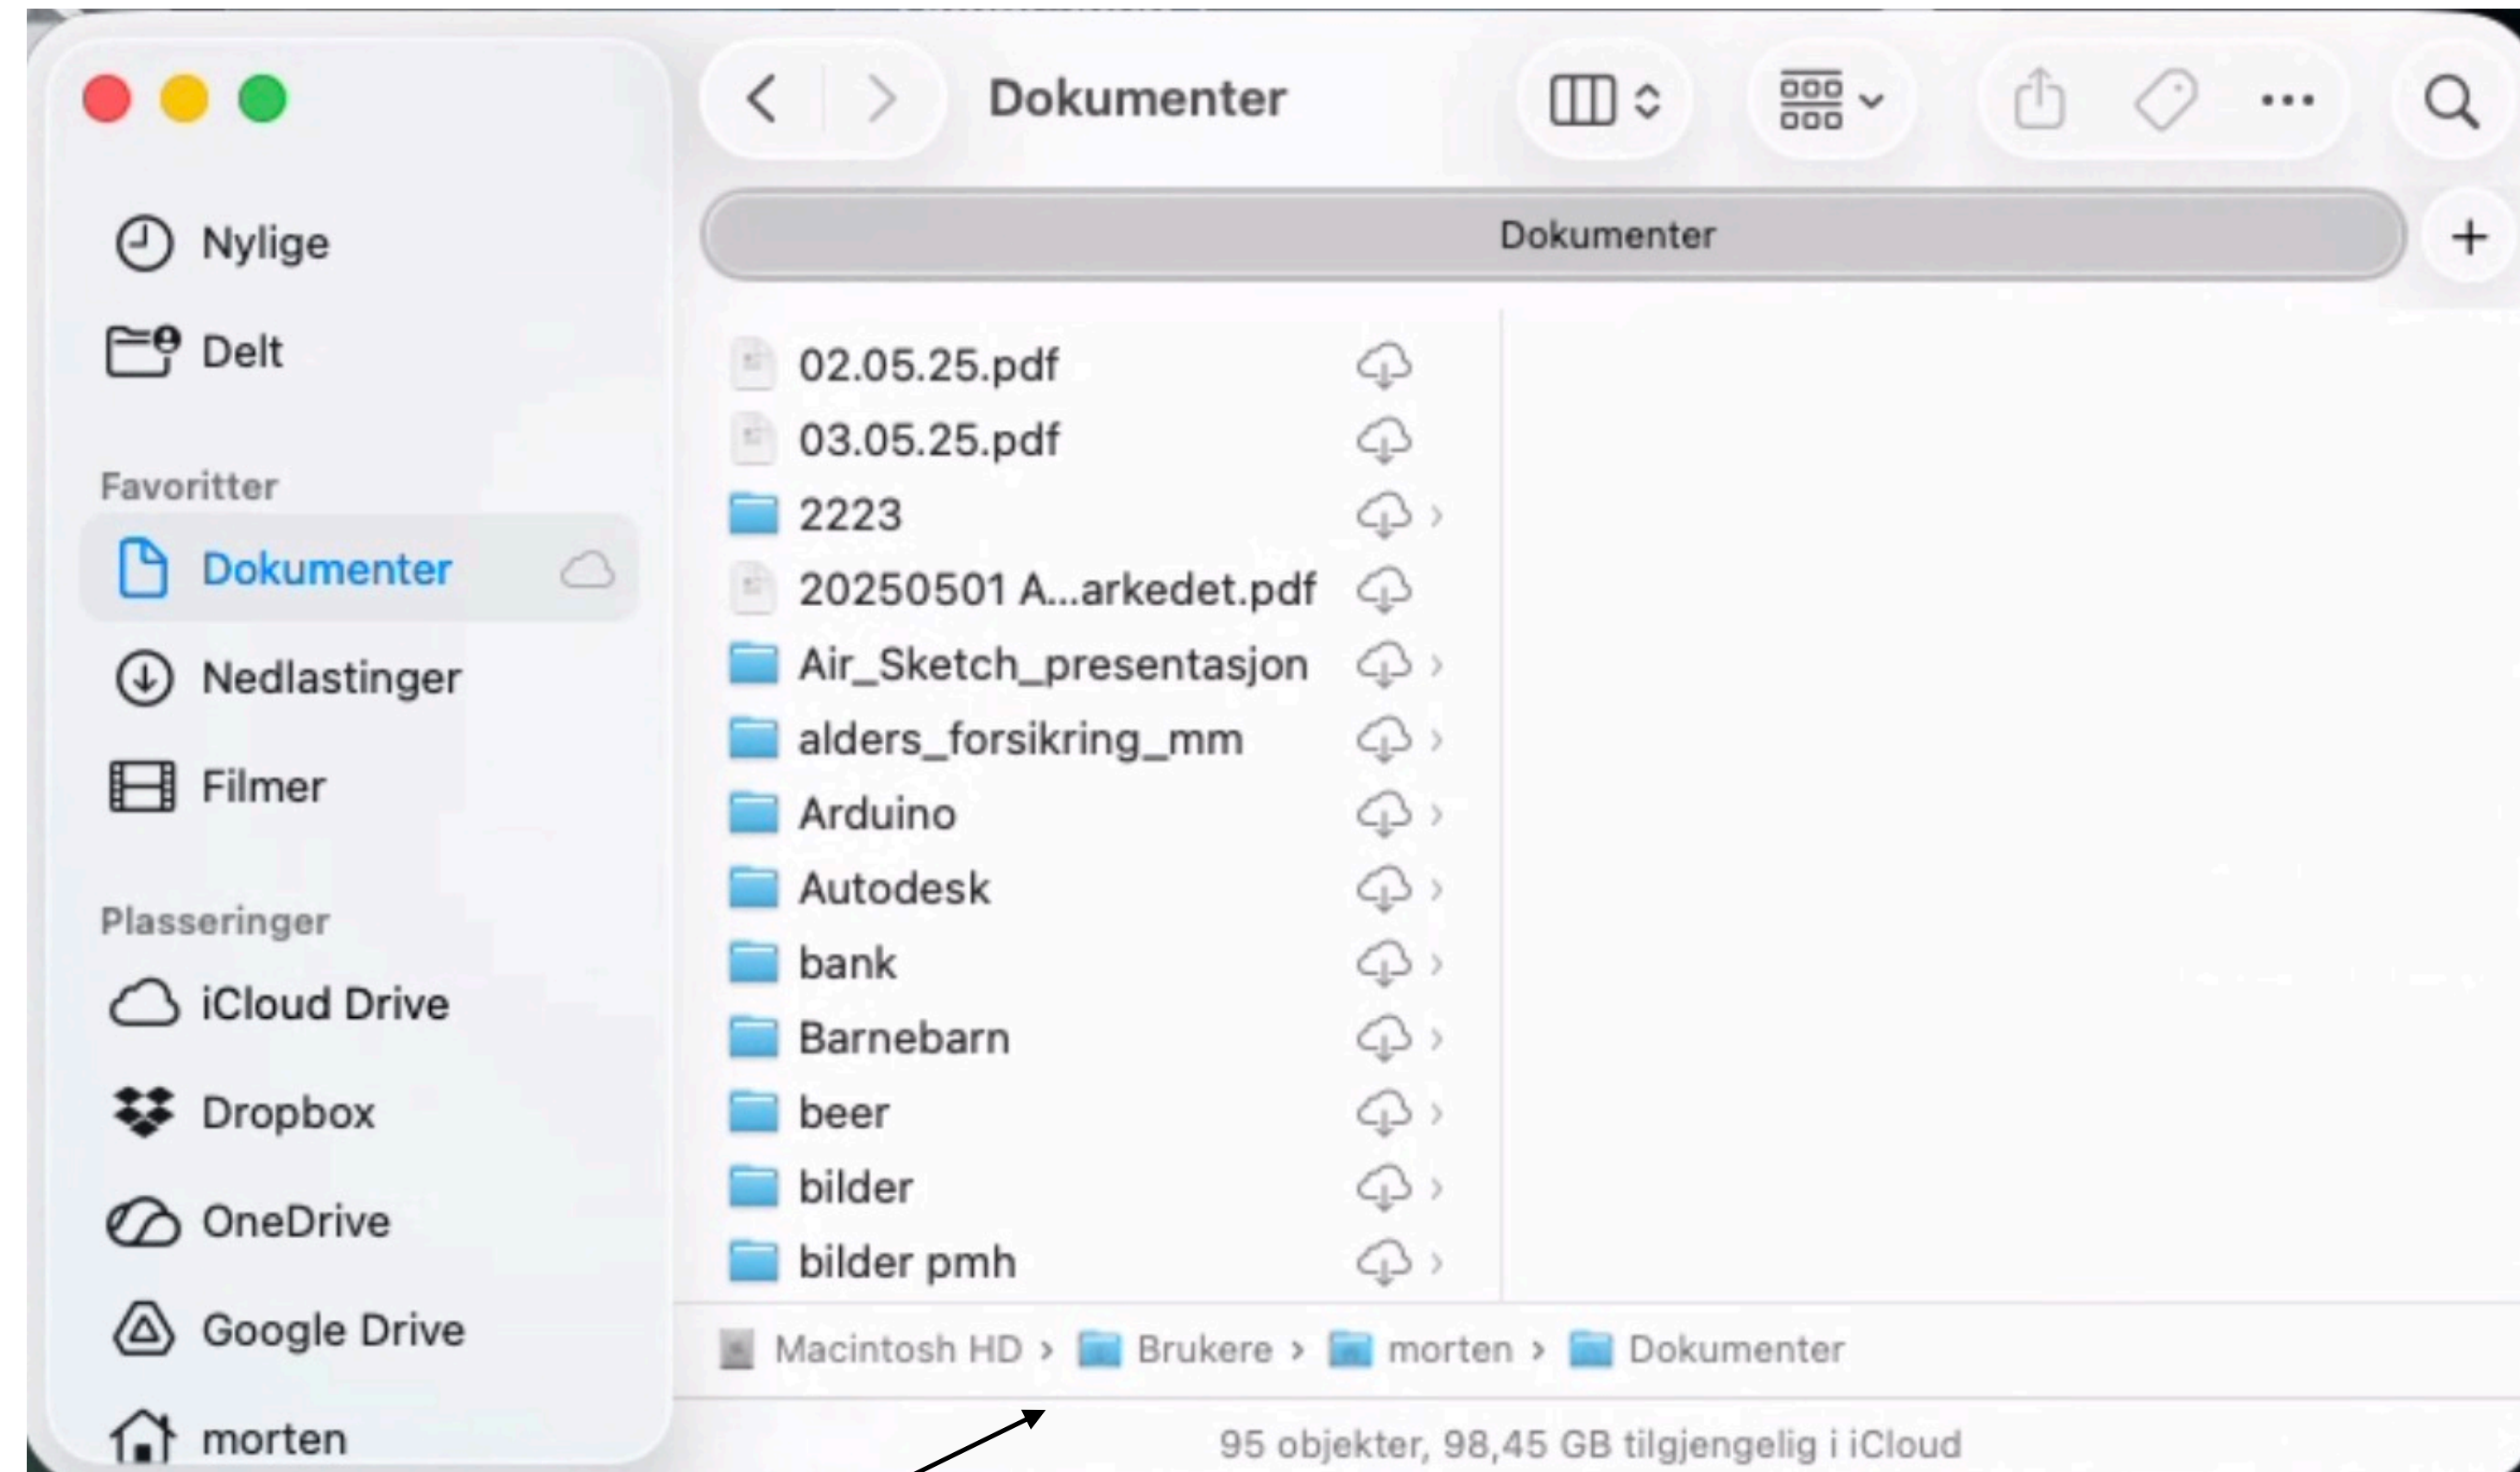 Nylige
Delt
Favoritter
Dokumenter
Nedlastinger
Filmer
Plasseringer
iCloud Drive
Dropbox
OneDrive
Google Drive
morten
Dokumenter
Dokumenter
02.05.25.pdf
03.05.25.pdf
2223
20250501 A...arkedet.pdf
Air_Sketch_presentasjon
alders_forsikring_mm
Arduino
Autodesk
bank
Barnebarn
beer
bilder
bilder pmh
Macintosh HD › Brukere › morten › Dokumenter
95 objekter, 98,45 GB tilgjengelig i iCloud